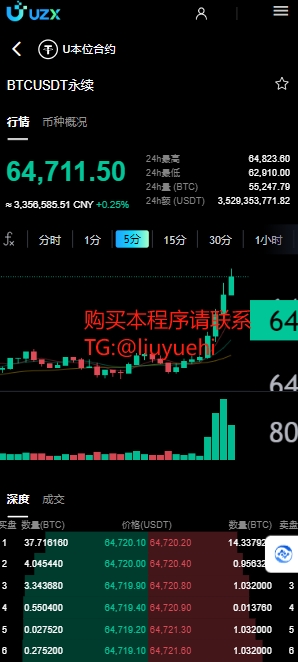 UZX
U本位合约
BTCUSDT永续
行情 币种概况
64,711.50
≈ 3,356,585.51 CNY +0.25%
24h最高 64,823.60
24h最低 62,910.00
24h量 (BTC) 55,247.79
24h额 (USDT) 3,529,353,771.82
fx 分时 1分 5分 15分 30分 1小时
购买本程序请联系
TG:@liuyuehi
64
64
80
深度 成交
买盘 数量(BTC) 价格(USDT) 数量(BTC) 卖盘
1 37.716160 64,720.10 64,720.20 14.33792
2 4.045440 64,720.00 64,720.40 0.95632
3 3.343680 64,719.90 64,720.80 1.032000 3
4 0.550400 64,719.40 64,720.90 0.013760 4
5 0.027520 64,719.20 64,721.30 1.032000 5
6 0.275200 64,719.00 64,721.60 1.032000 6